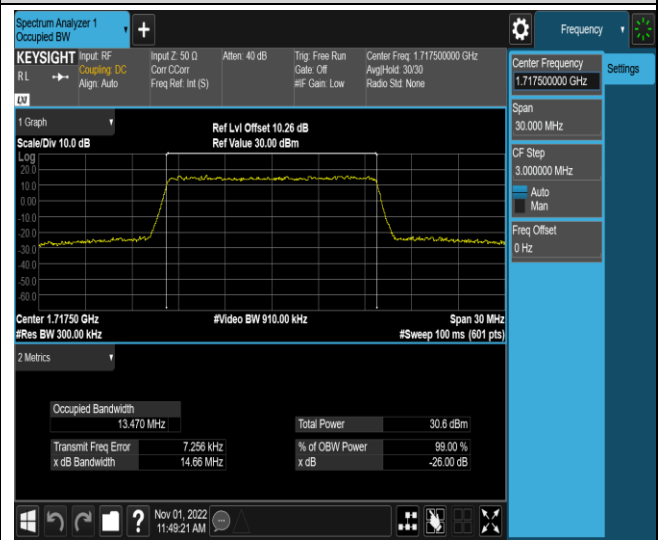 Spectrum Analyzer 1
Occupied BW
+
Frequency
KEYSIGHT
RL
LXI
Input: RF
Coupling: DC
Align: Auto
Input Z: 50 Ω
Corr CCorr
Freq Ref: Int (S)
Atten: 40 dB
Trig: Free Run
Gate: Off
#IF Gain: Low
Center Freq: 1.717500000 GHz
Avg|Hold: 30/30
Radio Std: None
Center Frequency
1.717500000 GHz
Settings
Span
30.000 MHz
CF Step
3.000000 MHz
Auto
Man
Freq Offset
0 Hz
1 Graph
Scale/Div 10.0 dB
Ref Lvl Offset 10.26 dB
Ref Value 30.00 dBm
Log
20.0
10.0
0.00
-10.0
-20.0
-30.0
-40.0
-50.0
-60.0
Center 1.71750 GHz
#Res BW 300.00 kHz
#Video BW 910.00 kHz
Span 30 MHz
#Sweep 100 ms (601 pts)
2 Metrics
Occupied Bandwidth
13.470 MHz
Total Power 30.6 dBm
Transmit Freq Error 7.256 kHz
% of OBW Power 99.00 %
x dB Bandwidth 14.66 MHz
x dB -26.00 dB
?
Nov 01, 2022
11:49:21 AM